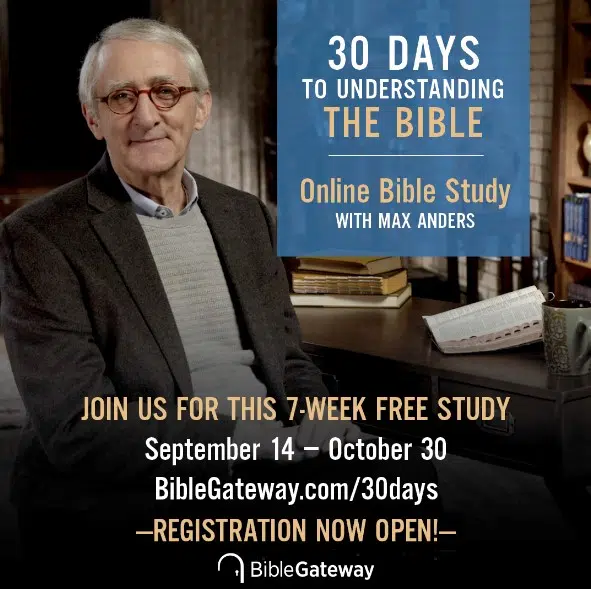 30 DAYS
TO UNDERSTANDING
THE BIBLE
Online Bible Study
WITH MAX ANDERS
JOIN US FOR THIS 7-WEEK FREE STUDY
September 14 – October 30
BibleGateway.com/30days
–REGISTRATION NOW OPEN!–
BibleGateway